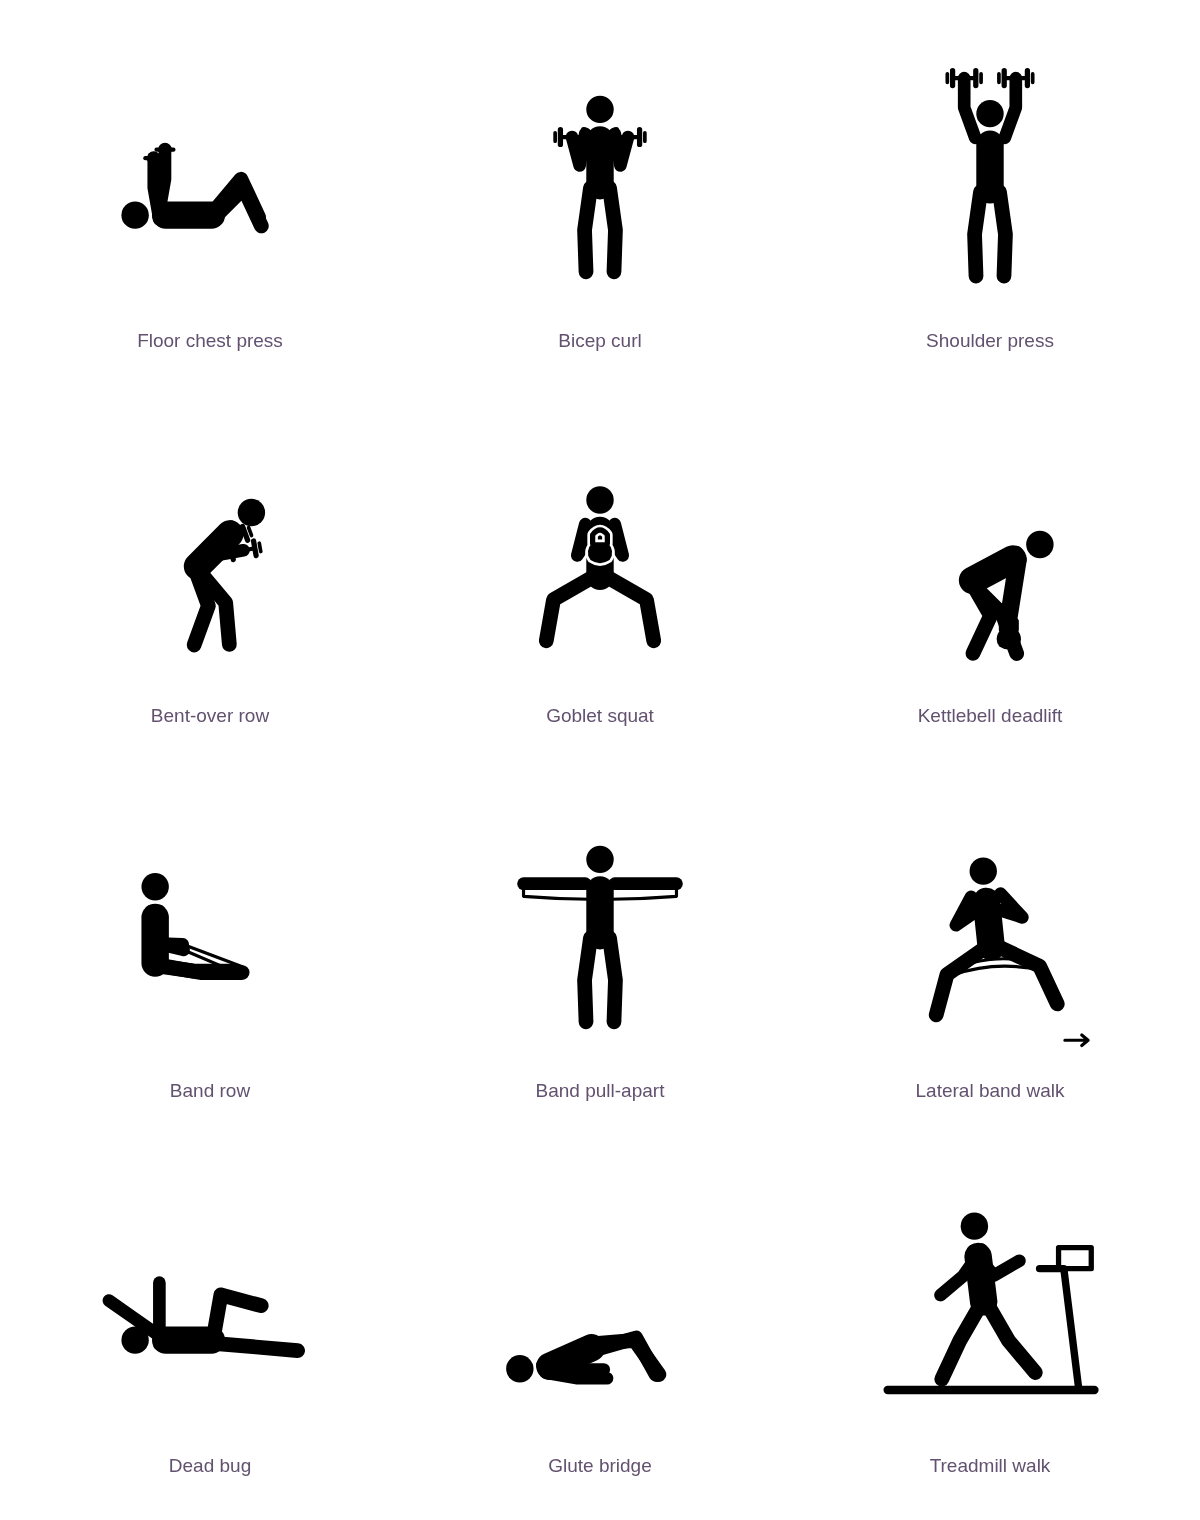 Floor chest press
Bicep curl
Shoulder press
Bent-over row
Goblet squat
Kettlebell deadlift
Band row
Band pull-apart
Lateral band walk
Dead bug
Glute bridge
Treadmill walk